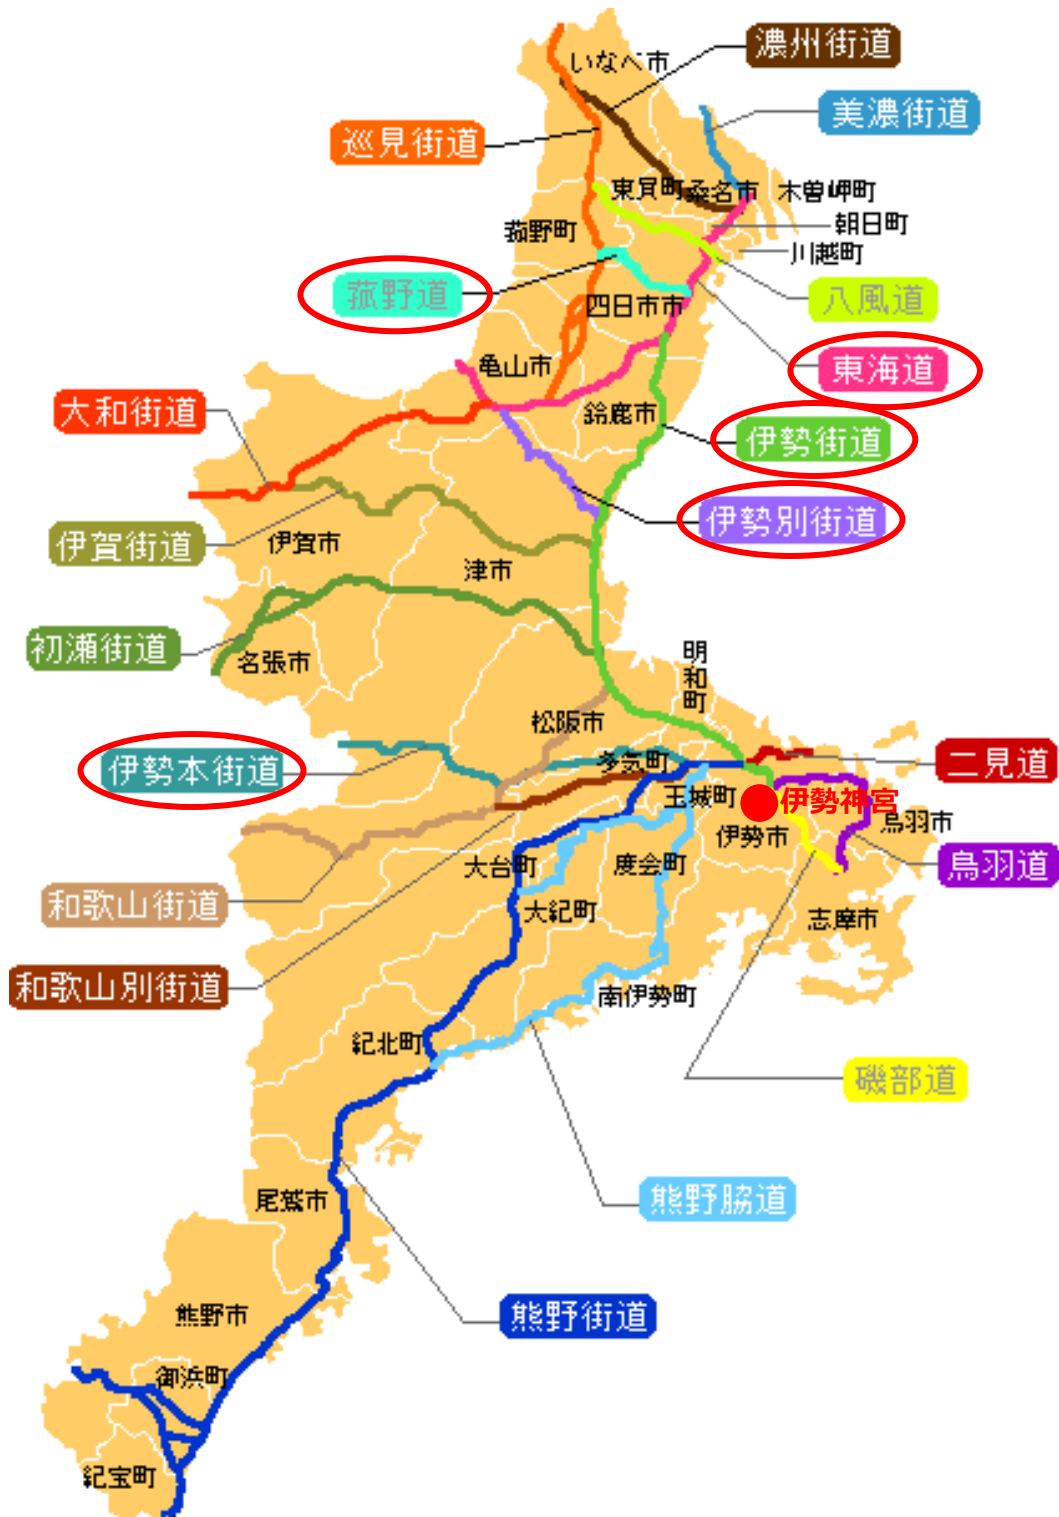 濃州街道
いなべ市
美濃街道
巡見街道
東員町
桑名市
木曽岬町
朝日町
菰野町
川越町
菰野道
八風道
四日市市
亀山市
東海道
大和街道
鈴鹿市
伊勢街道
伊勢別街道
伊賀街道
伊賀市
津市
初瀬街道
名張市
明和町
松阪市
伊勢本街道
多気町
二見道
玉城町
伊勢神宮
鳥羽市
伊勢市
大台町
度会町
鳥羽道
和歌山街道
大紀町
志摩市
和歌山別街道
南伊勢町
紀北町
磯部道
尾鷲市
熊野脇道
熊野市
熊野街道
御浜町
紀宝町